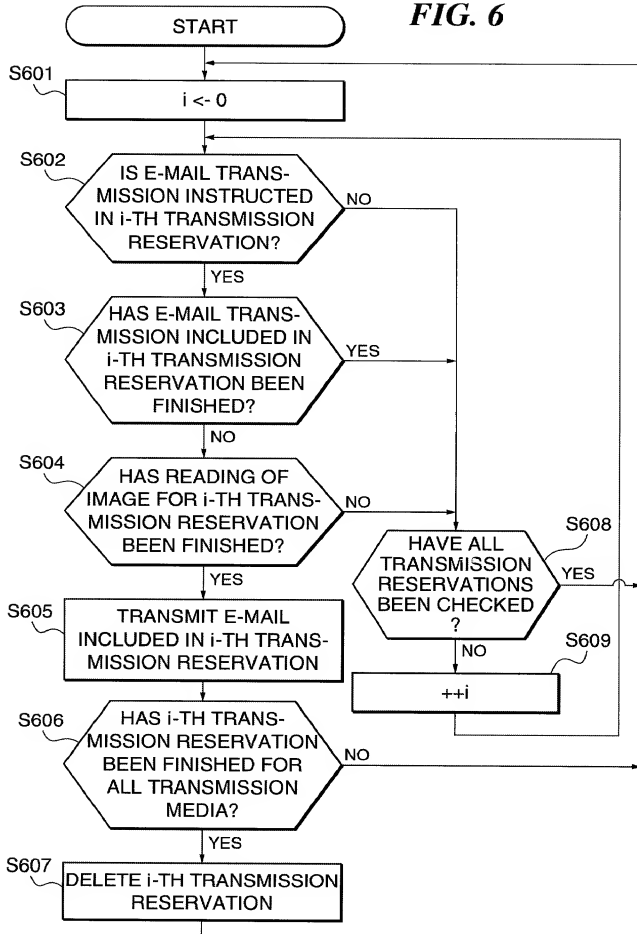 FIG. 6
START
S601
i <- 0
S602
IS E-MAIL TRANS-
MISSION INSTRUCTED
IN i-TH TRANSMISSION
RESERVATION?
NO
YES
S603
HAS E-MAIL TRANS-
MISSION INCLUDED IN
i-TH TRANSMISSION
RESERVATION BEEN
FINISHED?
YES
NO
S604
HAS READING OF
IMAGE FOR i-TH TRANS-
MISSION RESERVATION
BEEN FINISHED?
NO
YES
S608
HAVE ALL
TRANSMISSION
RESERVATIONS
BEEN CHECKED
?
YES
NO
S609
++i
S605
TRANSMIT E-MAIL
INCLUDED IN i-TH TRANS-
MISSION RESERVATION
S606
HAS i-TH TRANS-
MISSION RESERVATION
BEEN FINISHED FOR
ALL TRANSMISSION
MEDIA?
NO
YES
S607
DELETE i-TH TRANSMISSION
RESERVATION